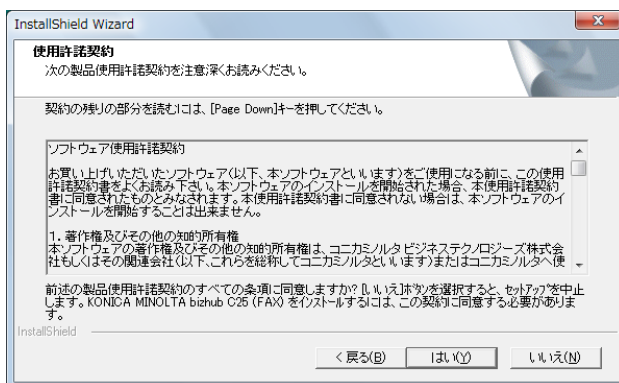 InstallShield Wizard
使用許諾契約
次の製品使用許諾契約を注意深くお読みください。
契約の残りの部分を読むには、[Page Down]キーを押してください。
ソフトウェア使用許諾契約
お買い上げいただいたソフトウェア(以下、本ソフトウェアといいます)をご使用になる前に、この使用
許諾契約書をよくお読み下さい。本ソフトウェアのインストールを開始された場合、本使用許諾契約
書に同意されたものとみなされます。本使用許諾契約書に同意されない場合は、本ソフトウェアのイ
ンストールを開始することは出来ません。
1. 著作権及びその他の知的所有権
本ソフトウェアの著作権及びその他の知的所有権は、コニカミノルタビジネステクノロジーズ株式会
社もしくはその関連会社(以下、これらを総称してコニカミノルタといいます)またはコニカミノルタへ使
前述の製品使用許諾契約のすべての条項に同意しますか? [いいえ]ボタンを選択すると、セットアップを中止
します。KONICA MINOLTA bizhub C25 (FAX) をインストールするには、この契約に同意する必要がありま
す。
InstallShield
< 戻る(B)
はい(Y)
いいえ(N)